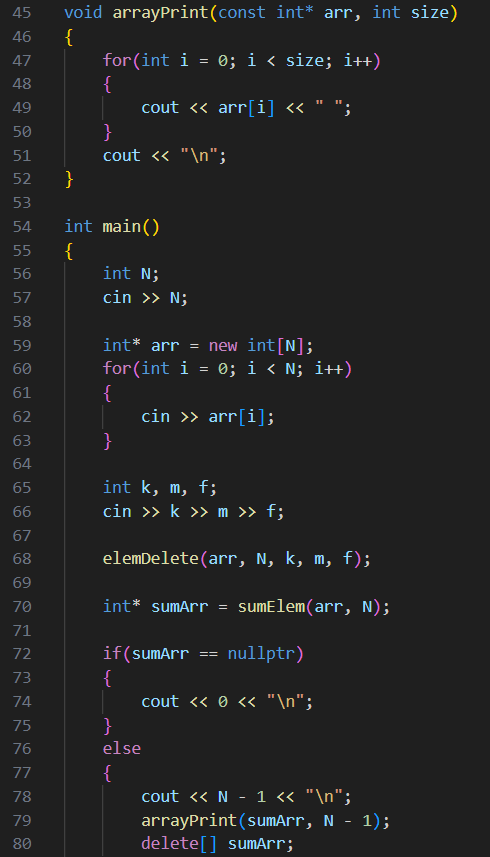 45 void arrayPrint(const int* arr, int size)
46 {
47     for(int i = 0; i < size; i++)
48     {
49         cout << arr[i] << " ";
50     }
51     cout << "\n";
52 }
53
54 int main()
55 {
56     int N;
57     cin >> N;
58
59     int* arr = new int[N];
60     for(int i = 0; i < N; i++)
61     {
62         cin >> arr[i];
63     }
64
65     int k, m, f;
66     cin >> k >> m >> f;
67
68     elemDelete(arr, N, k, m, f);
69
70     int* sumArr = sumElem(arr, N);
71
72     if(sumArr == nullptr)
73     {
74         cout << 0 << "\n";
75     }
76     else
77     {
78         cout << N - 1 << "\n";
79         arrayPrint(sumArr, N - 1);
80         delete[] sumArr;